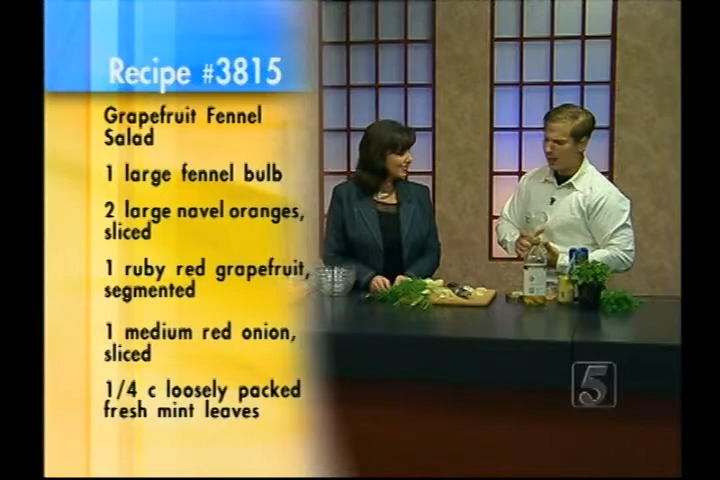 Recipe #3815
Grapefruit Fennel
Salad
1 large fennel bulb
2 large navel oranges,
sliced
1 ruby red grapefruit,
segmented
1 medium red onion,
sliced
1/4 c loosely packed
fresh mint leaves
5